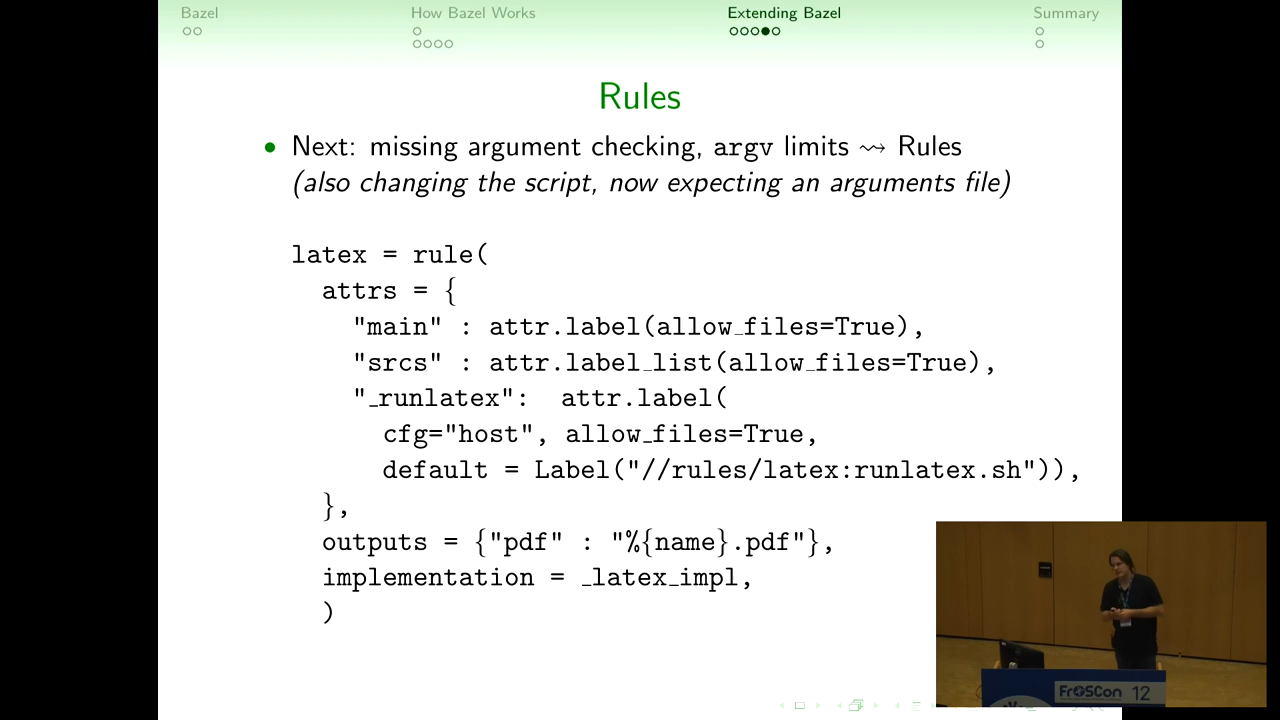 Bazel How Bazel Works Extending Bazel Summary
Rules
• Next: missing argument checking, argv limits ⇝ Rules
(also changing the script, now expecting an arguments file)
latex = rule(
attrs = {
"main" : attr.label(allow_files=True),
"srcs" : attr.label_list(allow_files=True),
"_runlatex": attr.label(
cfg="host", allow_files=True,
default = Label("//rules/latex:runlatex.sh")),
},
outputs = {"pdf" : "%{name}.pdf"},
implementation = _latex_impl,
)
FrOSCon 12